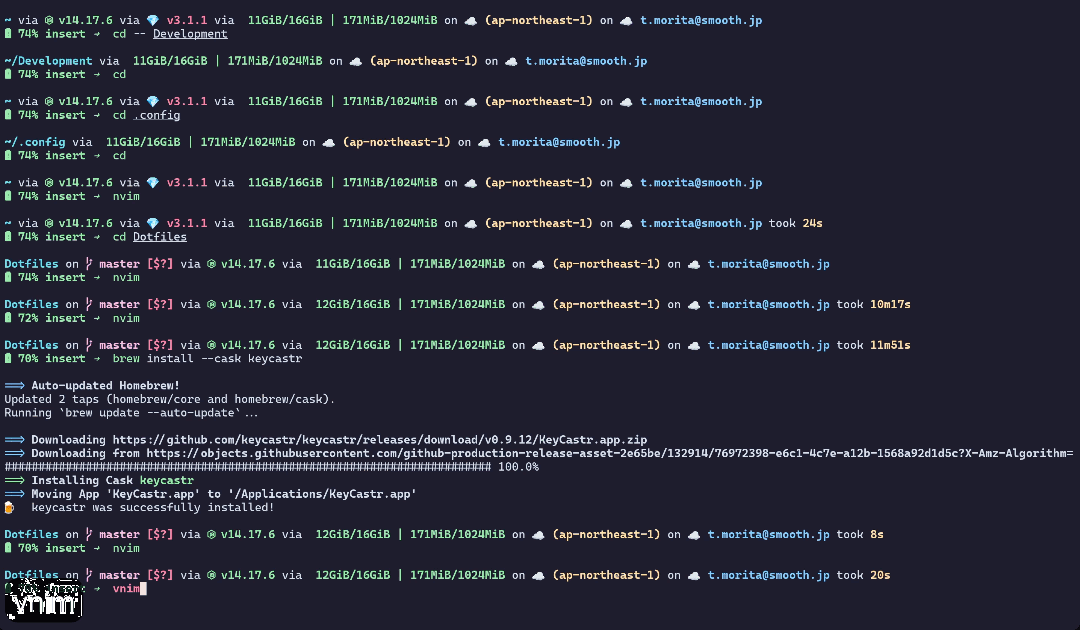 ~ via v14.17.6 via 💎 v3.1.1 via 11GiB/16GiB | 171MiB/1024MiB on ☁️ (ap-northeast-1) on ☁️ t.morita@smooth.jp
74% insert → cd -- Development
~/Development via 11GiB/16GiB | 171MiB/1024MiB on ☁️ (ap-northeast-1) on ☁️ t.morita@smooth.jp
74% insert → cd
~ via v14.17.6 via 💎 v3.1.1 via 11GiB/16GiB | 171MiB/1024MiB on ☁️ (ap-northeast-1) on ☁️ t.morita@smooth.jp
74% insert → cd .config
~/.config via 11GiB/16GiB | 171MiB/1024MiB on ☁️ (ap-northeast-1) on ☁️ t.morita@smooth.jp
74% insert → cd
~ via v14.17.6 via 💎 v3.1.1 via 11GiB/16GiB | 171MiB/1024MiB on ☁️ (ap-northeast-1) on ☁️ t.morita@smooth.jp
74% insert → nvim
~ via v14.17.6 via 💎 v3.1.1 via 11GiB/16GiB | 171MiB/1024MiB on ☁️ (ap-northeast-1) on ☁️ t.morita@smooth.jp took 24s
74% insert → cd Dotfiles
Dotfiles on master [$?] via v14.17.6 via 11GiB/16GiB | 171MiB/1024MiB on ☁️ (ap-northeast-1) on ☁️ t.morita@smooth.jp
74% insert → nvim
Dotfiles on master [$?] via v14.17.6 via 12GiB/16GiB | 171MiB/1024MiB on ☁️ (ap-northeast-1) on ☁️ t.morita@smooth.jp took 10m17s
72% insert → nvim
Dotfiles on master [$?] via v14.17.6 via 12GiB/16GiB | 171MiB/1024MiB on ☁️ (ap-northeast-1) on ☁️ t.morita@smooth.jp took 11m51s
70% insert → brew install --cask keycastr
==> Auto-updated Homebrew!
Updated 2 taps (homebrew/core and homebrew/cask).
Running `brew update --auto-update`...
==> Downloading https://github.com/keycastr/keycastr/releases/download/v0.9.12/KeyCastr.app.zip
==> Downloading from https://objects.githubusercontent.com/github-production-release-asset-2e65be/132914/76972398-e6c1-4c7e-a12b-1568a92d1d5c?X-Amz-Algorithm=
######################################################################## 100.0%
==> Installing Cask keycastr
==> Moving App 'KeyCastr.app' to '/Applications/KeyCastr.app'
🍺 keycastr was successfully installed!
Dotfiles on master [$?] via v14.17.6 via 12GiB/16GiB | 171MiB/1024MiB on ☁️ (ap-northeast-1) on ☁️ t.morita@smooth.jp took 8s
70% insert → nvim
Dotfiles on master [$?] via v14.17.6 via 12GiB/16GiB | 171MiB/1024MiB on ☁️ (ap-northeast-1) on ☁️ t.morita@smooth.jp took 20s
→ vnim
vnim